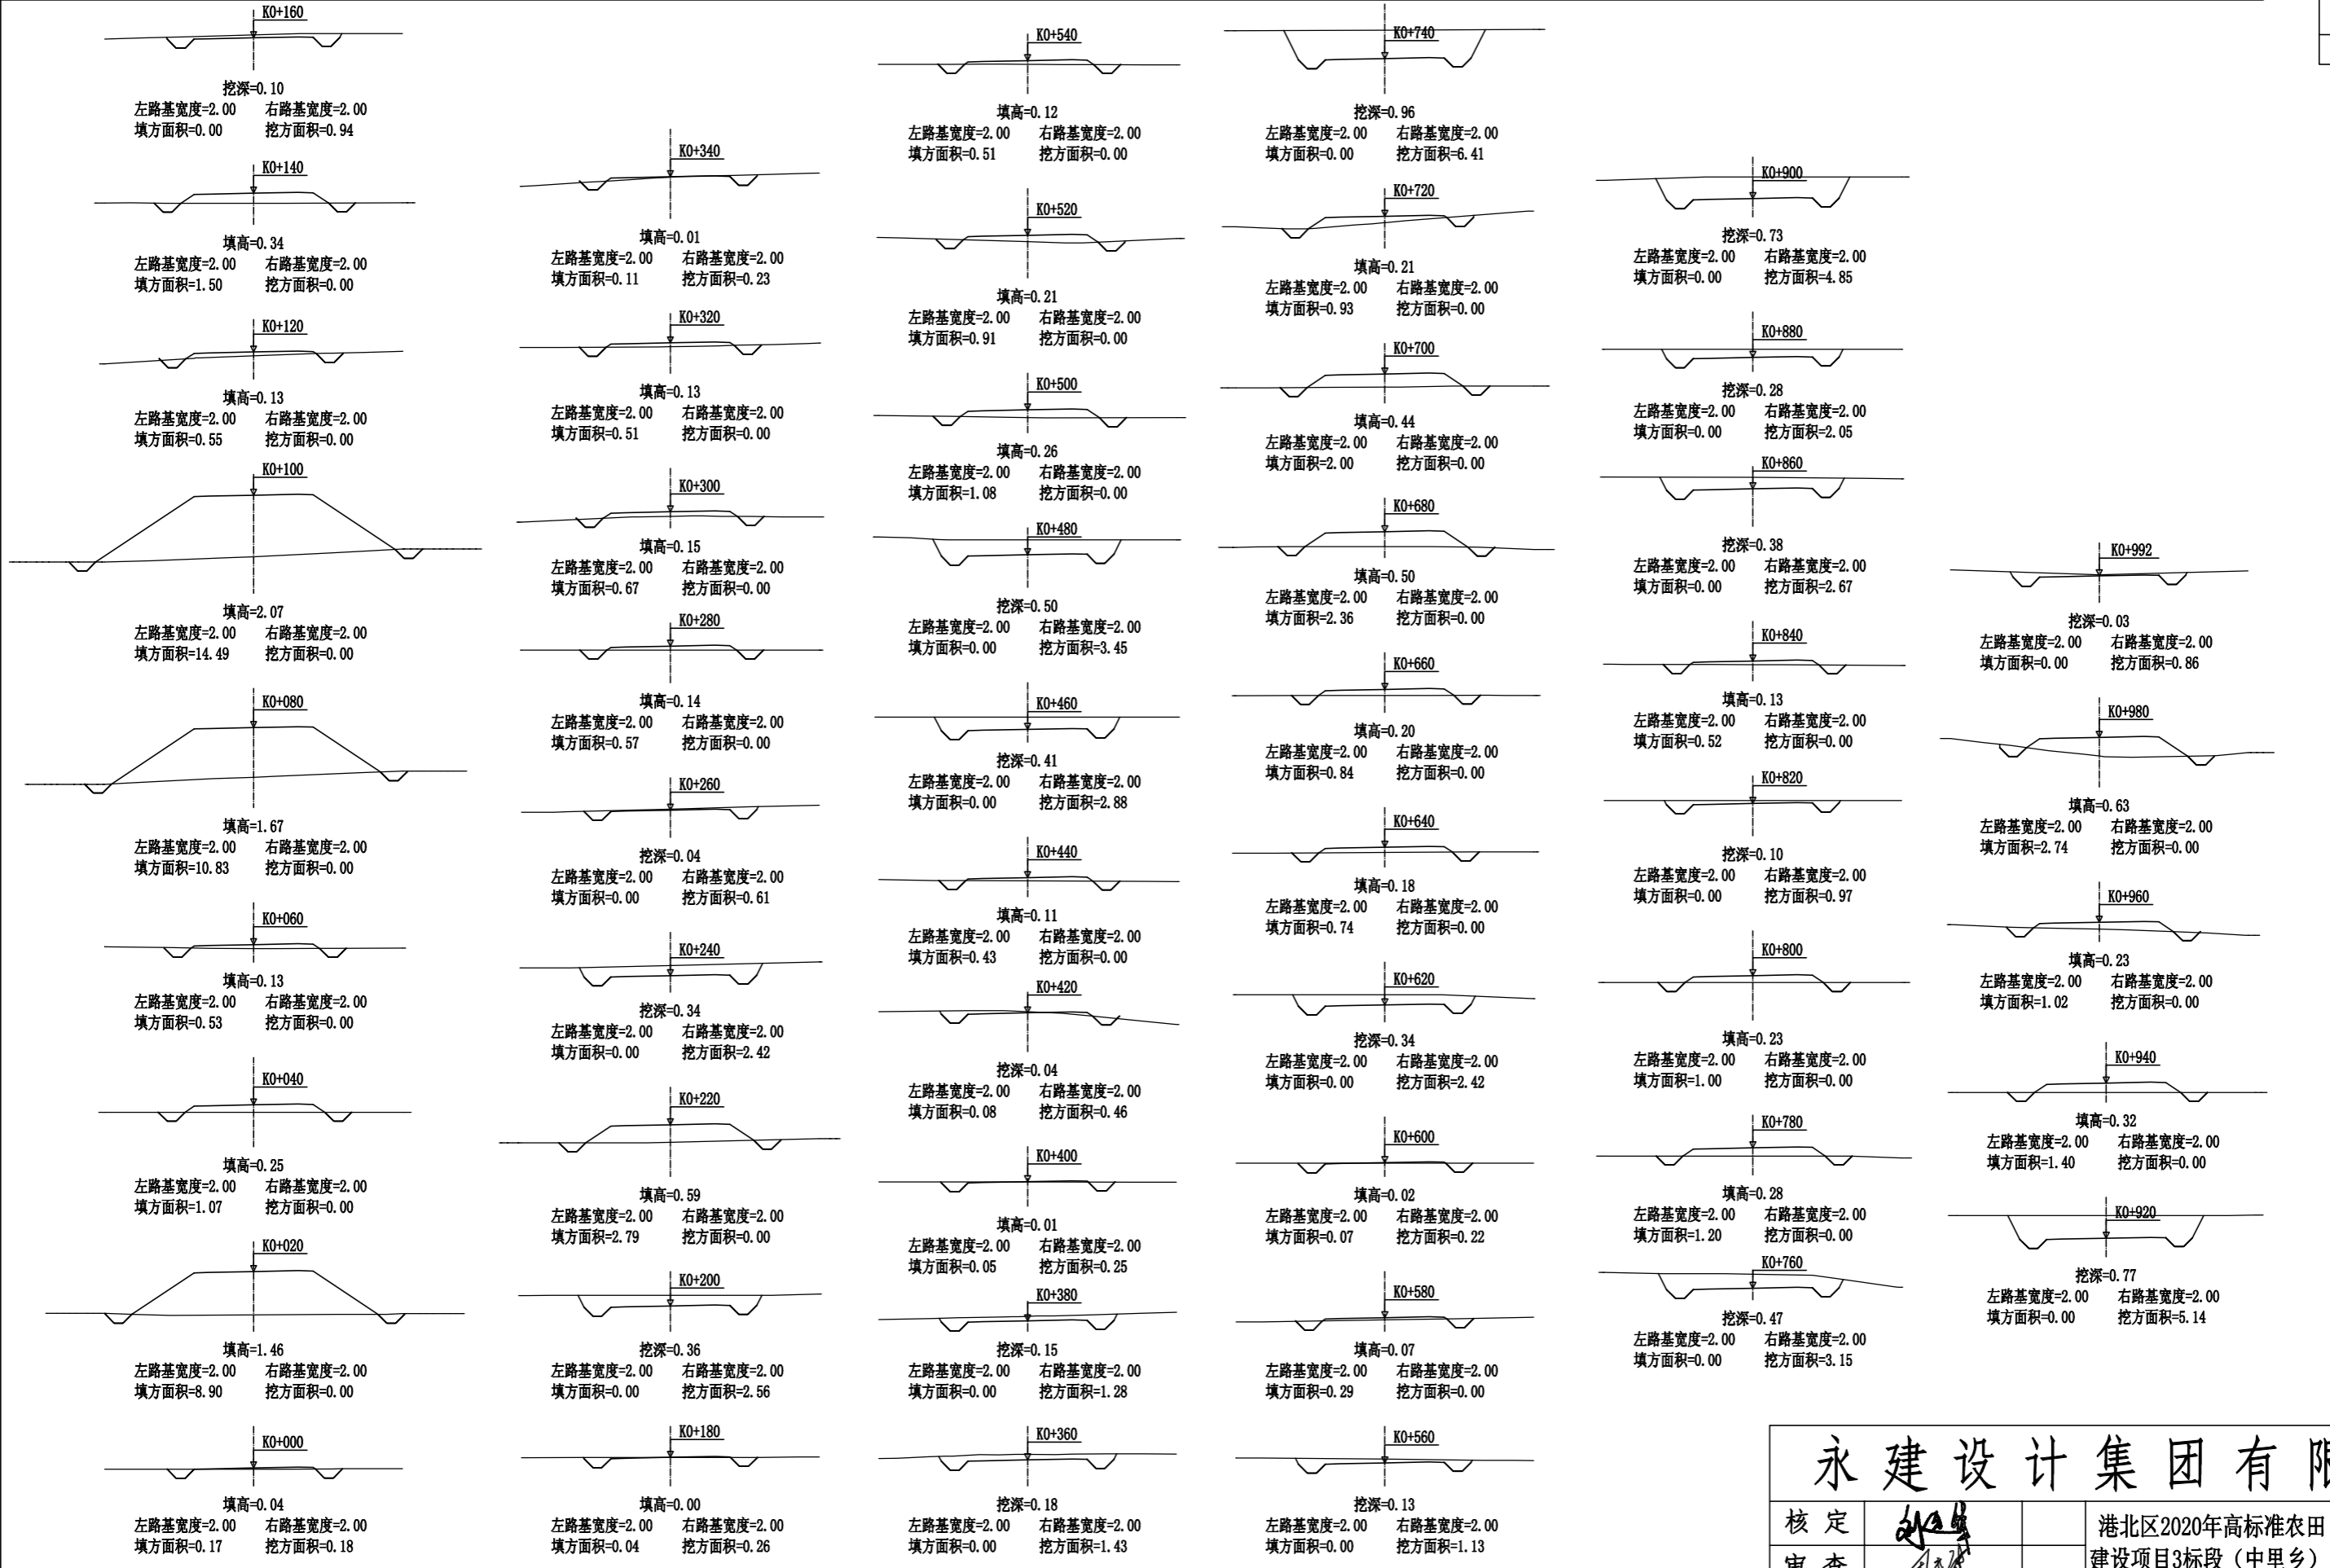 K0+160
挖深=0.10
左路基宽度=2.00 右路基宽度=2.00
填方面积=0.00 挖方面积=0.94
K0+140
填高=0.34
左路基宽度=2.00 右路基宽度=2.00
填方面积=1.50 挖方面积=0.00
K0+120
填高=0.13
左路基宽度=2.00 右路基宽度=2.00
填方面积=0.55 挖方面积=0.00
K0+100
填高=2.07
左路基宽度=2.00 右路基宽度=2.00
填方面积=14.49 挖方面积=0.00
K0+080
填高=1.67
左路基宽度=2.00 右路基宽度=2.00
填方面积=10.83 挖方面积=0.00
K0+060
填高=0.13
左路基宽度=2.00 右路基宽度=2.00
填方面积=0.53 挖方面积=0.00
K0+040
填高=0.25
左路基宽度=2.00 右路基宽度=2.00
填方面积=1.07 挖方面积=0.00
K0+020
填高=1.46
左路基宽度=2.00 右路基宽度=2.00
填方面积=8.90 挖方面积=0.00
K0+000
填高=0.04
左路基宽度=2.00 右路基宽度=2.00
填方面积=0.17 挖方面积=0.18
K0+340
填高=0.01
左路基宽度=2.00 右路基宽度=2.00
填方面积=0.11 挖方面积=0.23
K0+320
填高=0.13
左路基宽度=2.00 右路基宽度=2.00
填方面积=0.51 挖方面积=0.00
K0+300
填高=0.15
左路基宽度=2.00 右路基宽度=2.00
填方面积=0.67 挖方面积=0.00
K0+280
填高=0.14
左路基宽度=2.00 右路基宽度=2.00
填方面积=0.57 挖方面积=0.00
K0+260
挖深=0.04
左路基宽度=2.00 右路基宽度=2.00
填方面积=0.00 挖方面积=0.61
K0+240
挖深=0.34
左路基宽度=2.00 右路基宽度=2.00
填方面积=0.00 挖方面积=2.42
K0+220
填高=0.59
左路基宽度=2.00 右路基宽度=2.00
填方面积=2.79 挖方面积=0.00
K0+200
挖深=0.36
左路基宽度=2.00 右路基宽度=2.00
填方面积=0.00 挖方面积=2.56
K0+180
填高=0.00
左路基宽度=2.00 右路基宽度=2.00
填方面积=0.04 挖方面积=0.26
K0+540
填高=0.12
左路基宽度=2.00 右路基宽度=2.00
填方面积=0.51 挖方面积=0.00
K0+520
填高=0.21
左路基宽度=2.00 右路基宽度=2.00
填方面积=0.91 挖方面积=0.00
K0+500
填高=0.26
左路基宽度=2.00 右路基宽度=2.00
填方面积=1.08 挖方面积=0.00
K0+480
挖深=0.50
左路基宽度=2.00 右路基宽度=2.00
填方面积=0.00 挖方面积=3.45
K0+460
挖深=0.41
左路基宽度=2.00 右路基宽度=2.00
填方面积=0.00 挖方面积=2.88
K0+440
填高=0.11
左路基宽度=2.00 右路基宽度=2.00
填方面积=0.43 挖方面积=0.00
K0+420
挖深=0.04
左路基宽度=2.00 右路基宽度=2.00
填方面积=0.08 挖方面积=0.46
K0+400
填高=0.01
左路基宽度=2.00 右路基宽度=2.00
填方面积=0.05 挖方面积=0.25
K0+380
挖深=0.15
左路基宽度=2.00 右路基宽度=2.00
填方面积=0.00 挖方面积=1.28
K0+360
挖深=0.18
左路基宽度=2.00 右路基宽度=2.00
填方面积=0.00 挖方面积=1.43
K0+740
挖深=0.96
左路基宽度=2.00 右路基宽度=2.00
填方面积=0.00 挖方面积=6.41
K0+720
填高=0.21
左路基宽度=2.00 右路基宽度=2.00
填方面积=0.93 挖方面积=0.00
K0+700
填高=0.44
左路基宽度=2.00 右路基宽度=2.00
填方面积=2.00 挖方面积=0.00
K0+680
填高=0.50
左路基宽度=2.00 右路基宽度=2.00
填方面积=2.36 挖方面积=0.00
K0+660
填高=0.20
左路基宽度=2.00 右路基宽度=2.00
填方面积=0.84 挖方面积=0.00
K0+640
填高=0.18
左路基宽度=2.00 右路基宽度=2.00
填方面积=0.74 挖方面积=0.00
K0+620
挖深=0.34
左路基宽度=2.00 右路基宽度=2.00
填方面积=0.00 挖方面积=2.42
K0+600
填高=0.02
左路基宽度=2.00 右路基宽度=2.00
填方面积=0.07 挖方面积=0.22
K0+580
填高=0.07
左路基宽度=2.00 右路基宽度=2.00
填方面积=0.29 挖方面积=0.00
K0+560
挖深=0.13
左路基宽度=2.00 右路基宽度=2.00
填方面积=0.00 挖方面积=1.13
K0+900
挖深=0.73
左路基宽度=2.00 右路基宽度=2.00
填方面积=0.00 挖方面积=4.85
K0+880
挖深=0.28
左路基宽度=2.00 右路基宽度=2.00
填方面积=0.00 挖方面积=2.05
K0+860
挖深=0.38
左路基宽度=2.00 右路基宽度=2.00
填方面积=0.00 挖方面积=2.67
K0+840
填高=0.13
左路基宽度=2.00 右路基宽度=2.00
填方面积=0.52 挖方面积=0.00
K0+820
挖深=0.10
左路基宽度=2.00 右路基宽度=2.00
填方面积=0.00 挖方面积=0.97
K0+800
填高=0.23
左路基宽度=2.00 右路基宽度=2.00
填方面积=1.00 挖方面积=0.00
K0+780
填高=0.28
左路基宽度=2.00 右路基宽度=2.00
填方面积=1.20 挖方面积=0.00
K0+760
挖深=0.47
左路基宽度=2.00 右路基宽度=2.00
填方面积=0.00 挖方面积=3.15
K0+992
挖深=0.03
左路基宽度=2.00 右路基宽度=2.00
填方面积=0.00 挖方面积=0.86
K0+980
填高=0.63
左路基宽度=2.00 右路基宽度=2.00
填方面积=2.74 挖方面积=0.00
K0+960
填高=0.23
左路基宽度=2.00 右路基宽度=2.00
填方面积=1.02 挖方面积=0.00
K0+940
填高=0.32
左路基宽度=2.00 右路基宽度=2.00
填方面积=1.40 挖方面积=0.00
K0+920
挖深=0.77
左路基宽度=2.00 右路基宽度=2.00
填方面积=0.00 挖方面积=5.14
永建设计集团有限
核定
港北区2020年高标准农田
审查
建设项目3标段（中里乡）